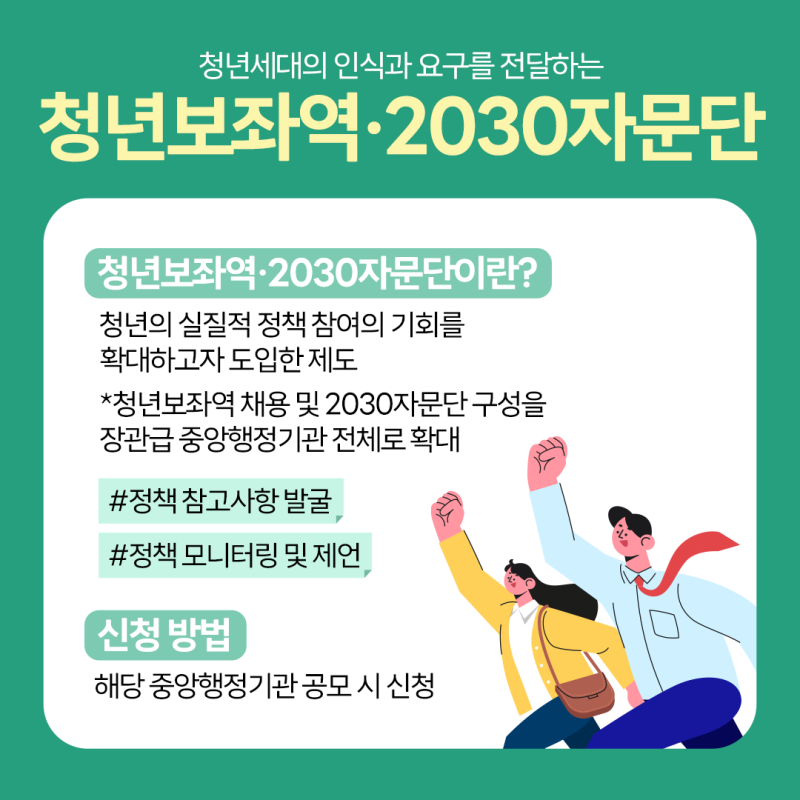 청년세대의 인식과 요구를 전달하는
청년보좌역·2030자문단
청년보좌역·2030자문단이란?
청년의 실질적 정책 참여의 기회를
확대하고자 도입한 제도
*청년보좌역 채용 및 2030자문단 구성을
장관급 중앙행정기관 전체로 확대
#정책 참고사항 발굴
#정책 모니터링 및 제언
신청 방법
해당 중앙행정기관 공모 시 신청